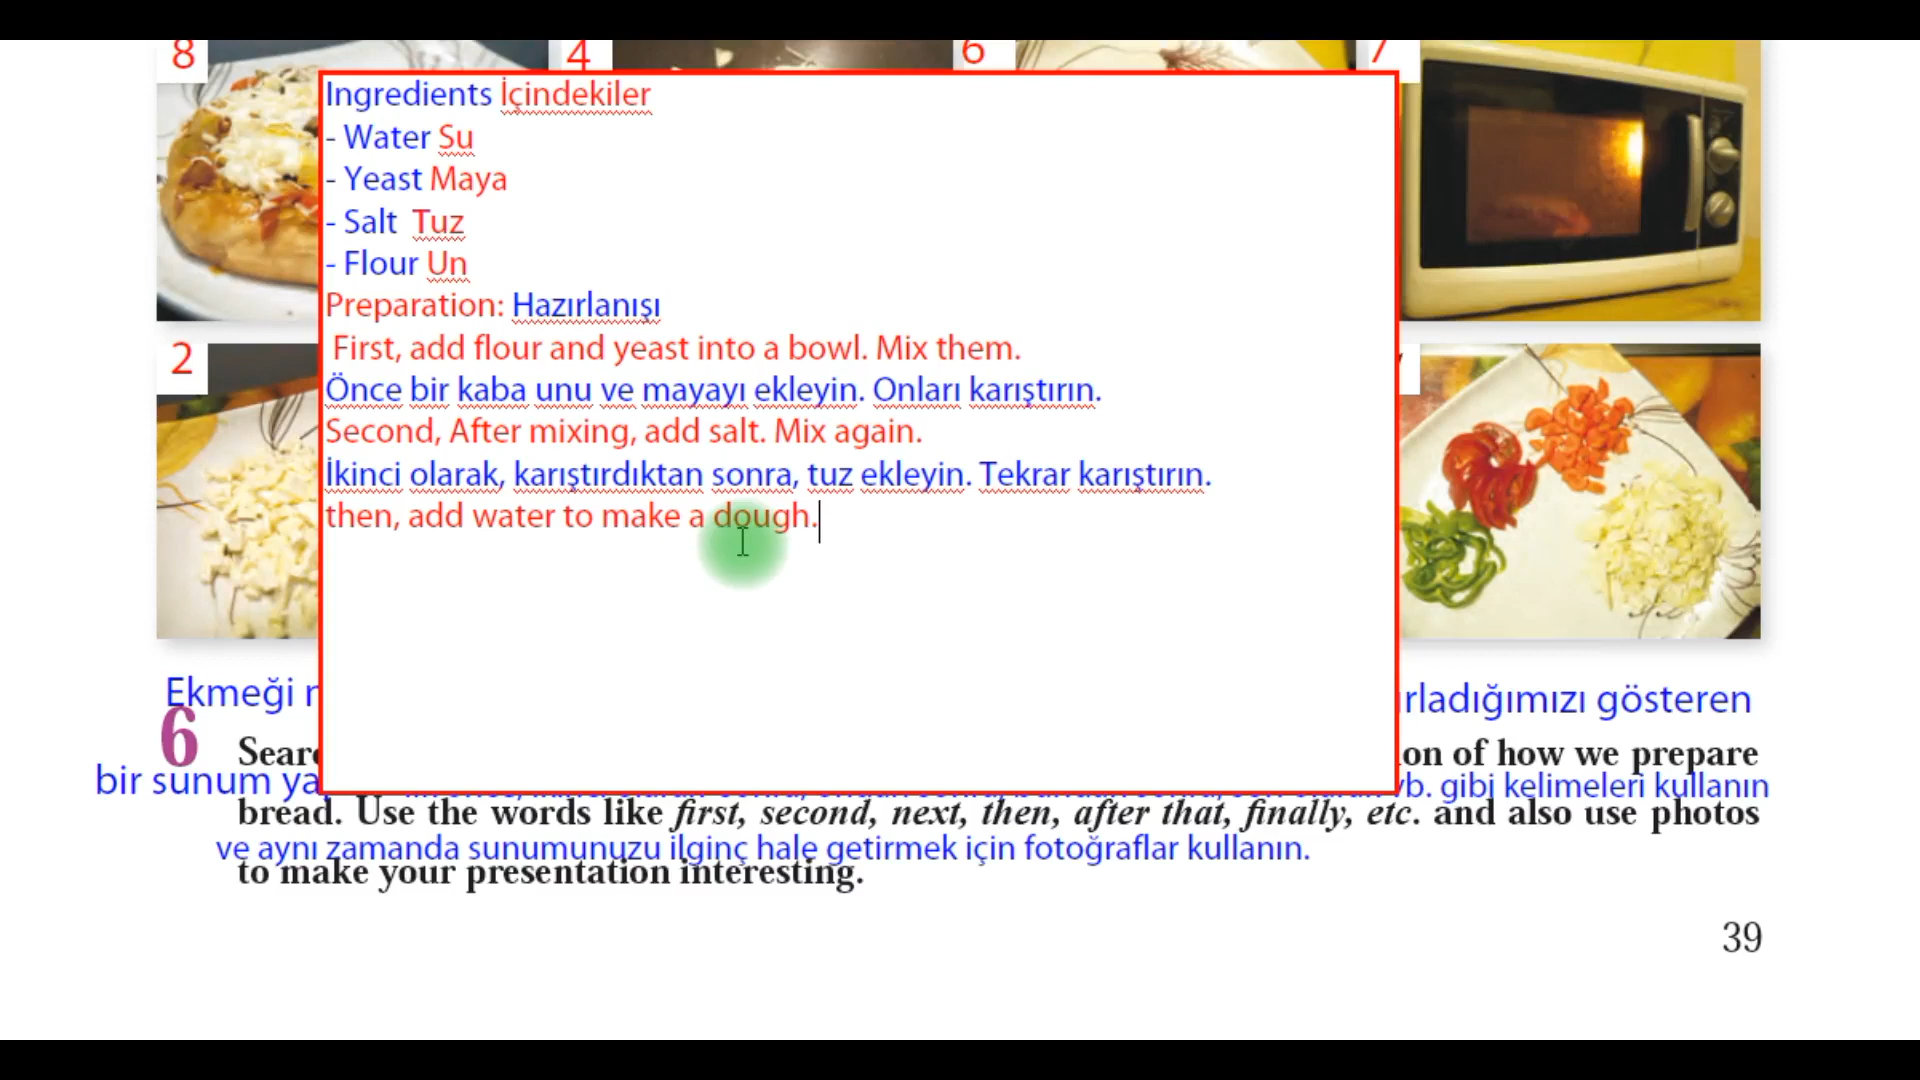 8
4
6
7
Ingredients İçindekiler
- Water Su
- Yeast Maya
- Salt Tuz
- Flour Un
Preparation: Hazırlanışı
First, add flour and yeast into a bowl. Mix them.
Önce bir kaba unu ve mayayı ekleyin. Onları karıştırın.
Second, After mixing, add salt. Mix again.
İkinci olarak, karıştırdıktan sonra, tuz ekleyin. Tekrar karıştırın.
then, add water to make a dough.
2
Ekmeği
gösteren
6
on of how we prepare
bir sunum
vb. gibi kelimeleri kullanın
bread. Use the words like first, second, next, then, after that, finally, etc. and also use photos
ve aynı zamanda sunumunuzu ilginç hale getirmek için fotoğraflar kullanın.
to make your presentation interesting.
39